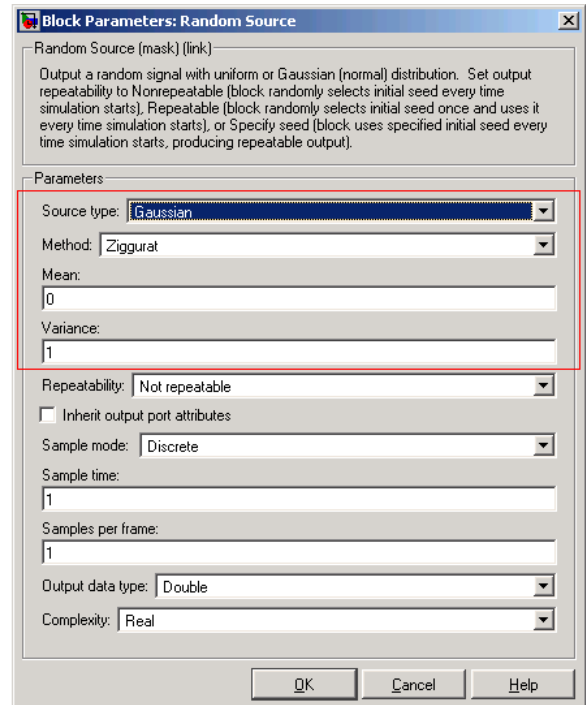 Block Parameters: Random Source
Random Source (mask) (link)
Output a random signal with uniform or Gaussian (normal) distribution. Set output
repeatability to Nonrepeatable (block randomly selects initial seed every time
simulation starts), Repeatable (block randomly selects initial seed once and uses it
every time simulation starts), or Specify seed (block uses specified initial seed every
time simulation starts, producing repeatable output).
Parameters
Source type: Gaussian
Method: Ziggurat
Mean:
0
Variance:
1
Repeatability: Not repeatable
Inherit output port attributes
Sample mode: Discrete
Sample time:
1
Samples per frame:
1
Output data type: Double
Complexity: Real
OK Cancel Help